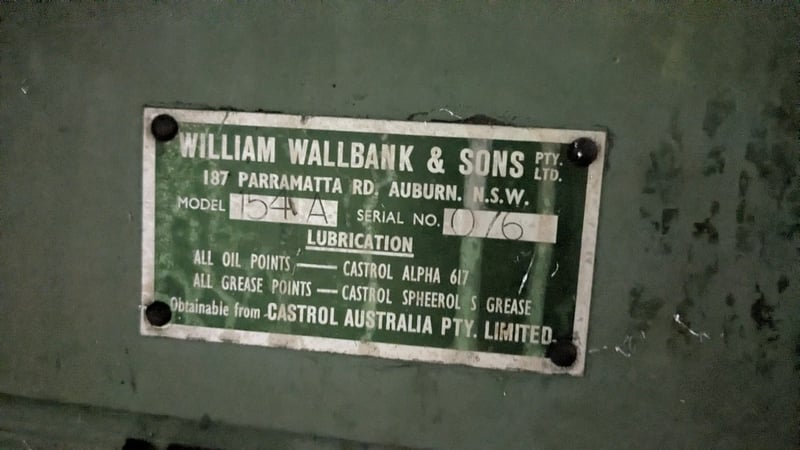 WILLIAM WALLBANK & SONS PTY. LTD.
187 PARRAMATTA RD. AUBURN. N.S.W.
MODEL 154 A SERIAL NO. 076
LUBRICATION
ALL OIL POINTS — CASTROL ALPHA 617
ALL GREASE POINTS — CASTROL SPHEEROL S GREASE
Obtainable from CASTROL AUSTRALIA PTY. LIMITED